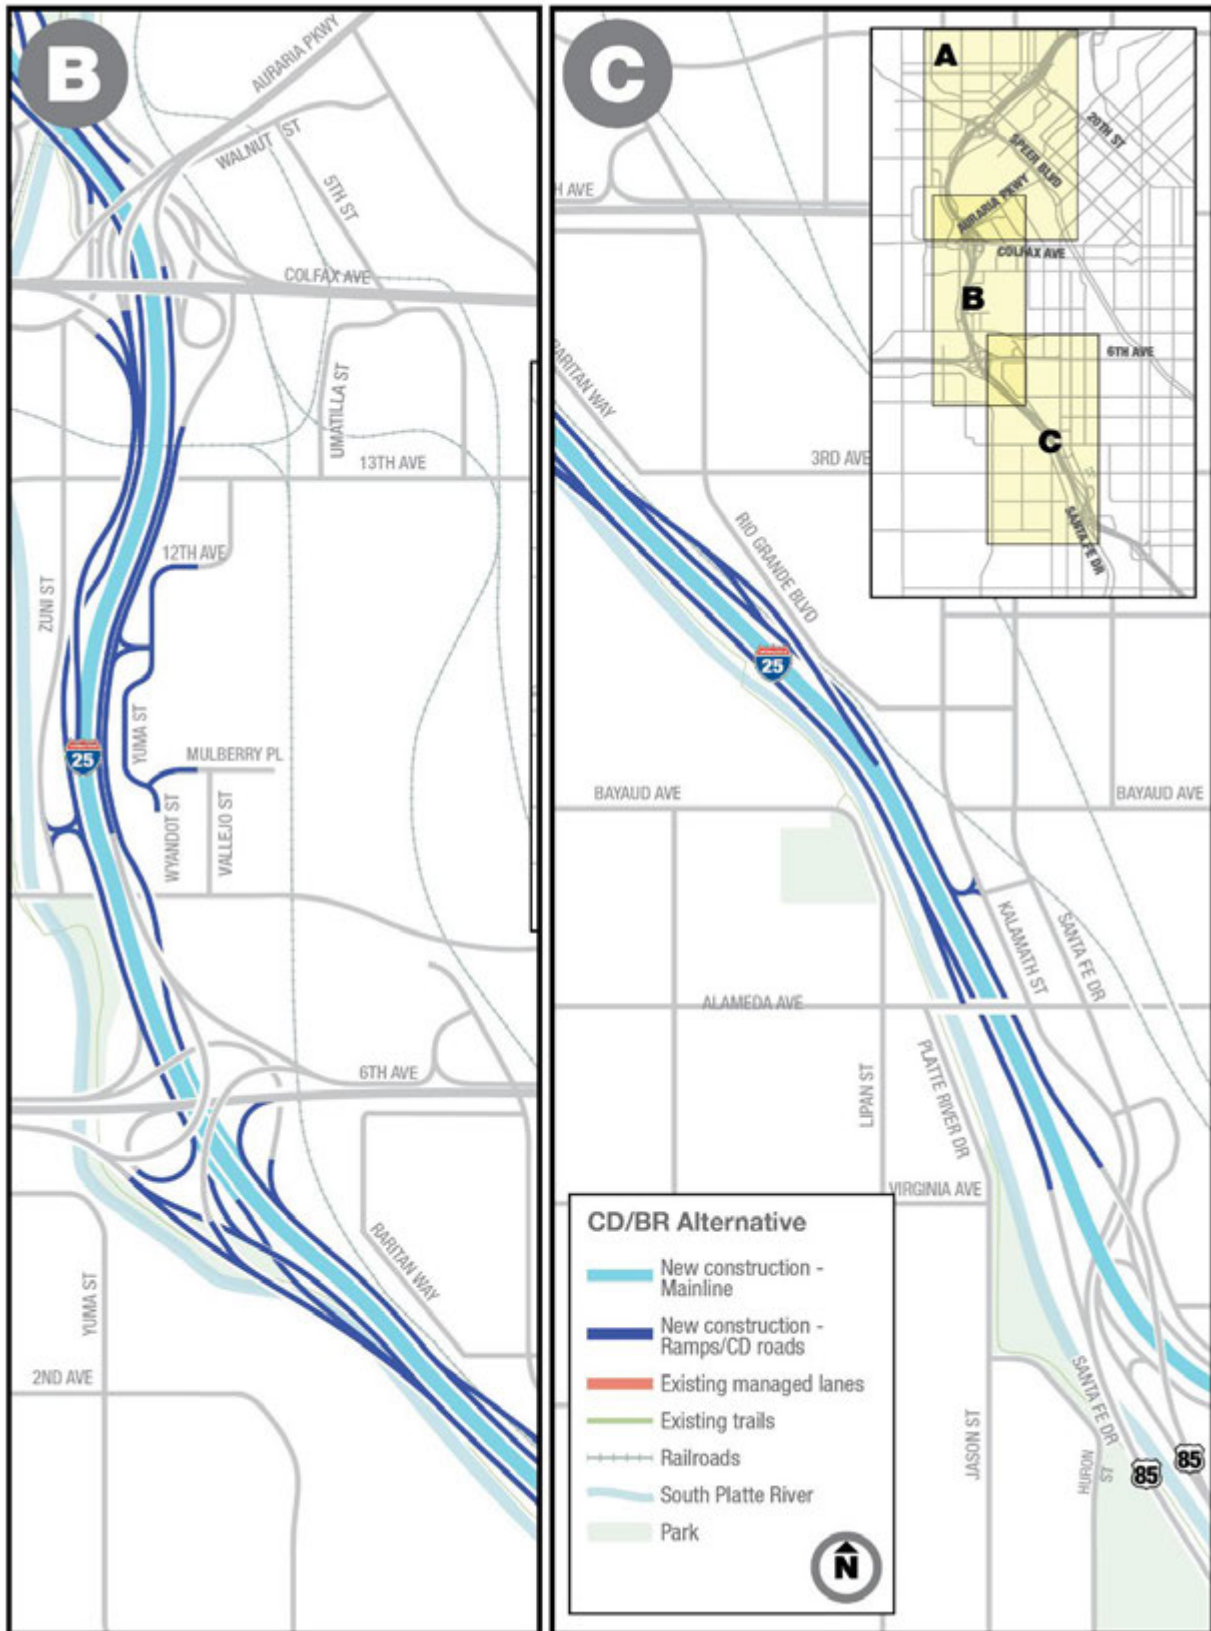 B
AURARIA PKWY
WALNUT ST
5TH ST
COLFAX AVE
UMATILLA ST
13TH AVE
12TH AVE
ZUNI ST
YUMA ST
25
MULBERRY PL
WYANDOT ST
VALLEJO ST
6TH AVE
RARITAN WAY
YUMA ST
2ND AVE
C
H AVE
RARITAN WAY
3RD AVE
RIO GRANDE BLVD
25
BAYAUD AVE
BAYAUD AVE
KALAMATH ST
SANTA FE DR
ALAMEDA AVE
PLATTE RIVER DR
LIPAN ST
VIRGINIA AVE
JASON ST
SANTA FE DR
HURON
ST
85
85
A
20TH ST
SPEER BLVD
AURARIA PKWY
COLFAX AVE
B
6TH AVE
C
SANTA FE DR
CD/BR Alternative
New construction -
Mainline
New construction -
Ramps/CD roads
Existing managed lanes
Existing trails
Railroads
South Platte River
Park
N